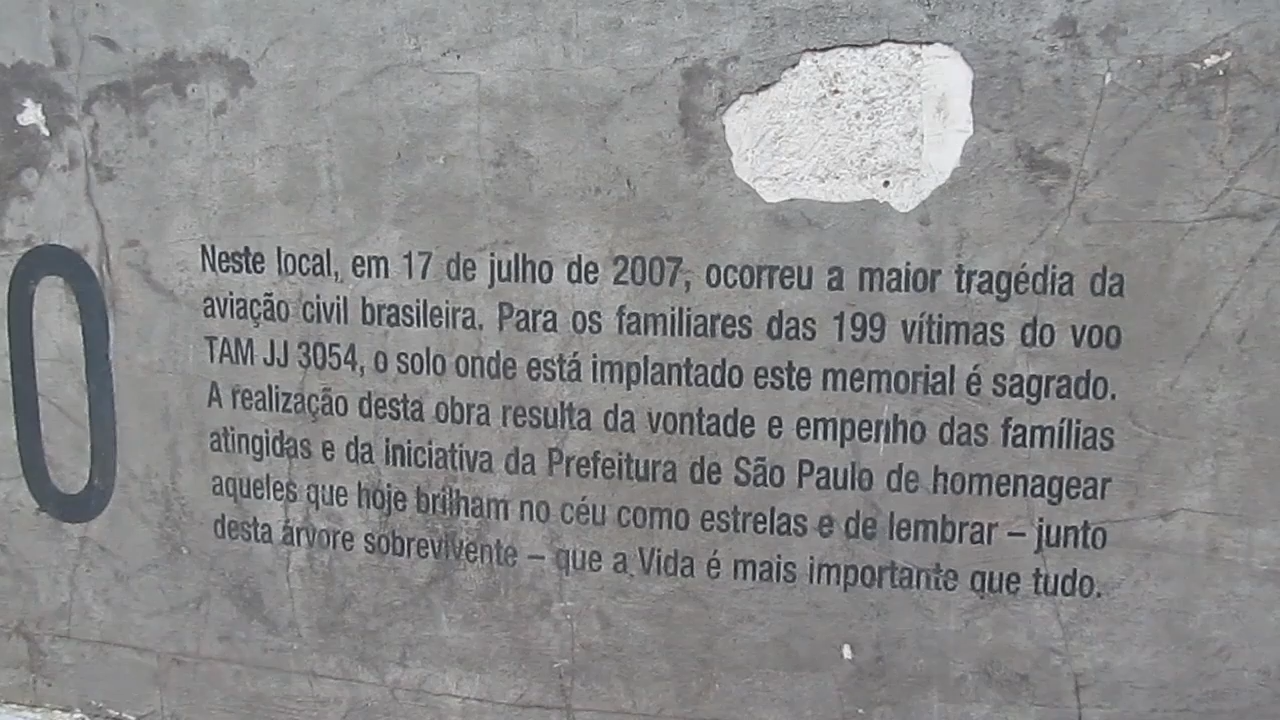 0
Neste local, em 17 de julho de 2007, ocorreu a maior tragédia da
aviação civil brasileira. Para os familiares das 199 vítimas do voo
TAM JJ 3054, o solo onde está implantado este memorial é sagrado.
A realização desta obra resulta da vontade e empenho das famílias
atingidas e da iniciativa da Prefeitura de São Paulo de homenagear
aqueles que hoje brilham no céu como estrelas e de lembrar – junto
desta árvore sobrevivente – que a Vida é mais importante que tudo.